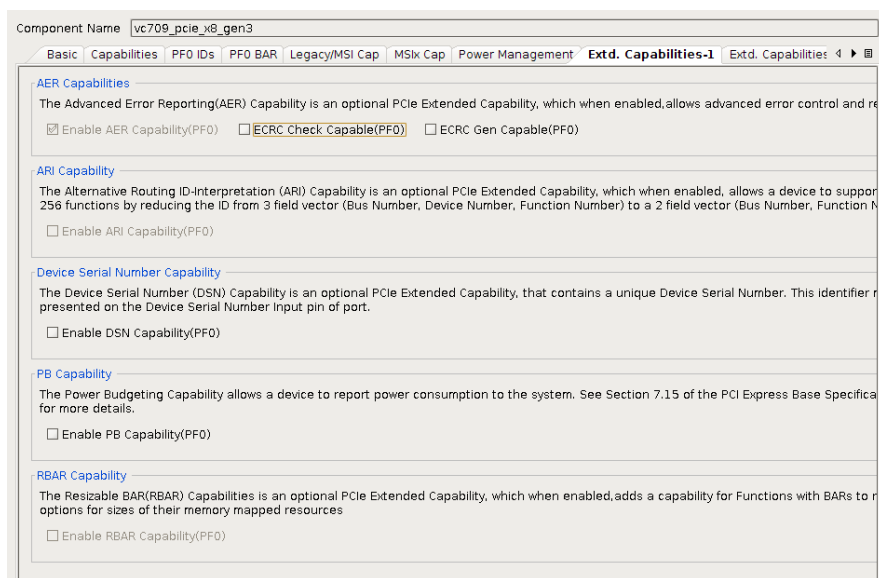 Component Name vc709_pcie_x8_gen3
Basic Capabilities PF0 IDs PF0 BAR Legacy/MSI Cap MSIx Cap Power Management Extd. Capabilities-1 Extd. Capabilities
AER Capabilities
The Advanced Error Reporting(AER) Capability is an optional PCIe Extended Capability, which when enabled,allows advanced error control and re
Enable AER Capability(PF0) ECRC Check Capable(PF0) ECRC Gen Capable(PF0)
ARI Capability
The Alternative Routing ID-Interpretation (ARI) Capability is an optional PCIe Extended Capability, which when enabled, allows a device to suppor
256 functions by reducing the ID from 3 field vector (Bus Number, Device Number, Function Number) to a 2 field vector (Bus Number, Function N
Enable ARI Capability(PF0)
Device Serial Number Capability
The Device Serial Number (DSN) Capability is an optional PCIe Extended Capability, that contains a unique Device Serial Number. This identifier
presented on the Device Serial Number Input pin of port.
Enable DSN Capability(PF0)
PB Capability
The Power Budgeting Capability allows a device to report power consumption to the system. See Section 7.15 of the PCI Express Base Specifica
for more details.
Enable PB Capability(PF0)
RBAR Capability
The Resizable BAR(RBAR) Capabilities is an optional PCIe Extended Capability, which when enabled,adds a capability for Functions with BARs to
options for sizes of their memory mapped resources
Enable RBAR Capability(PF0)